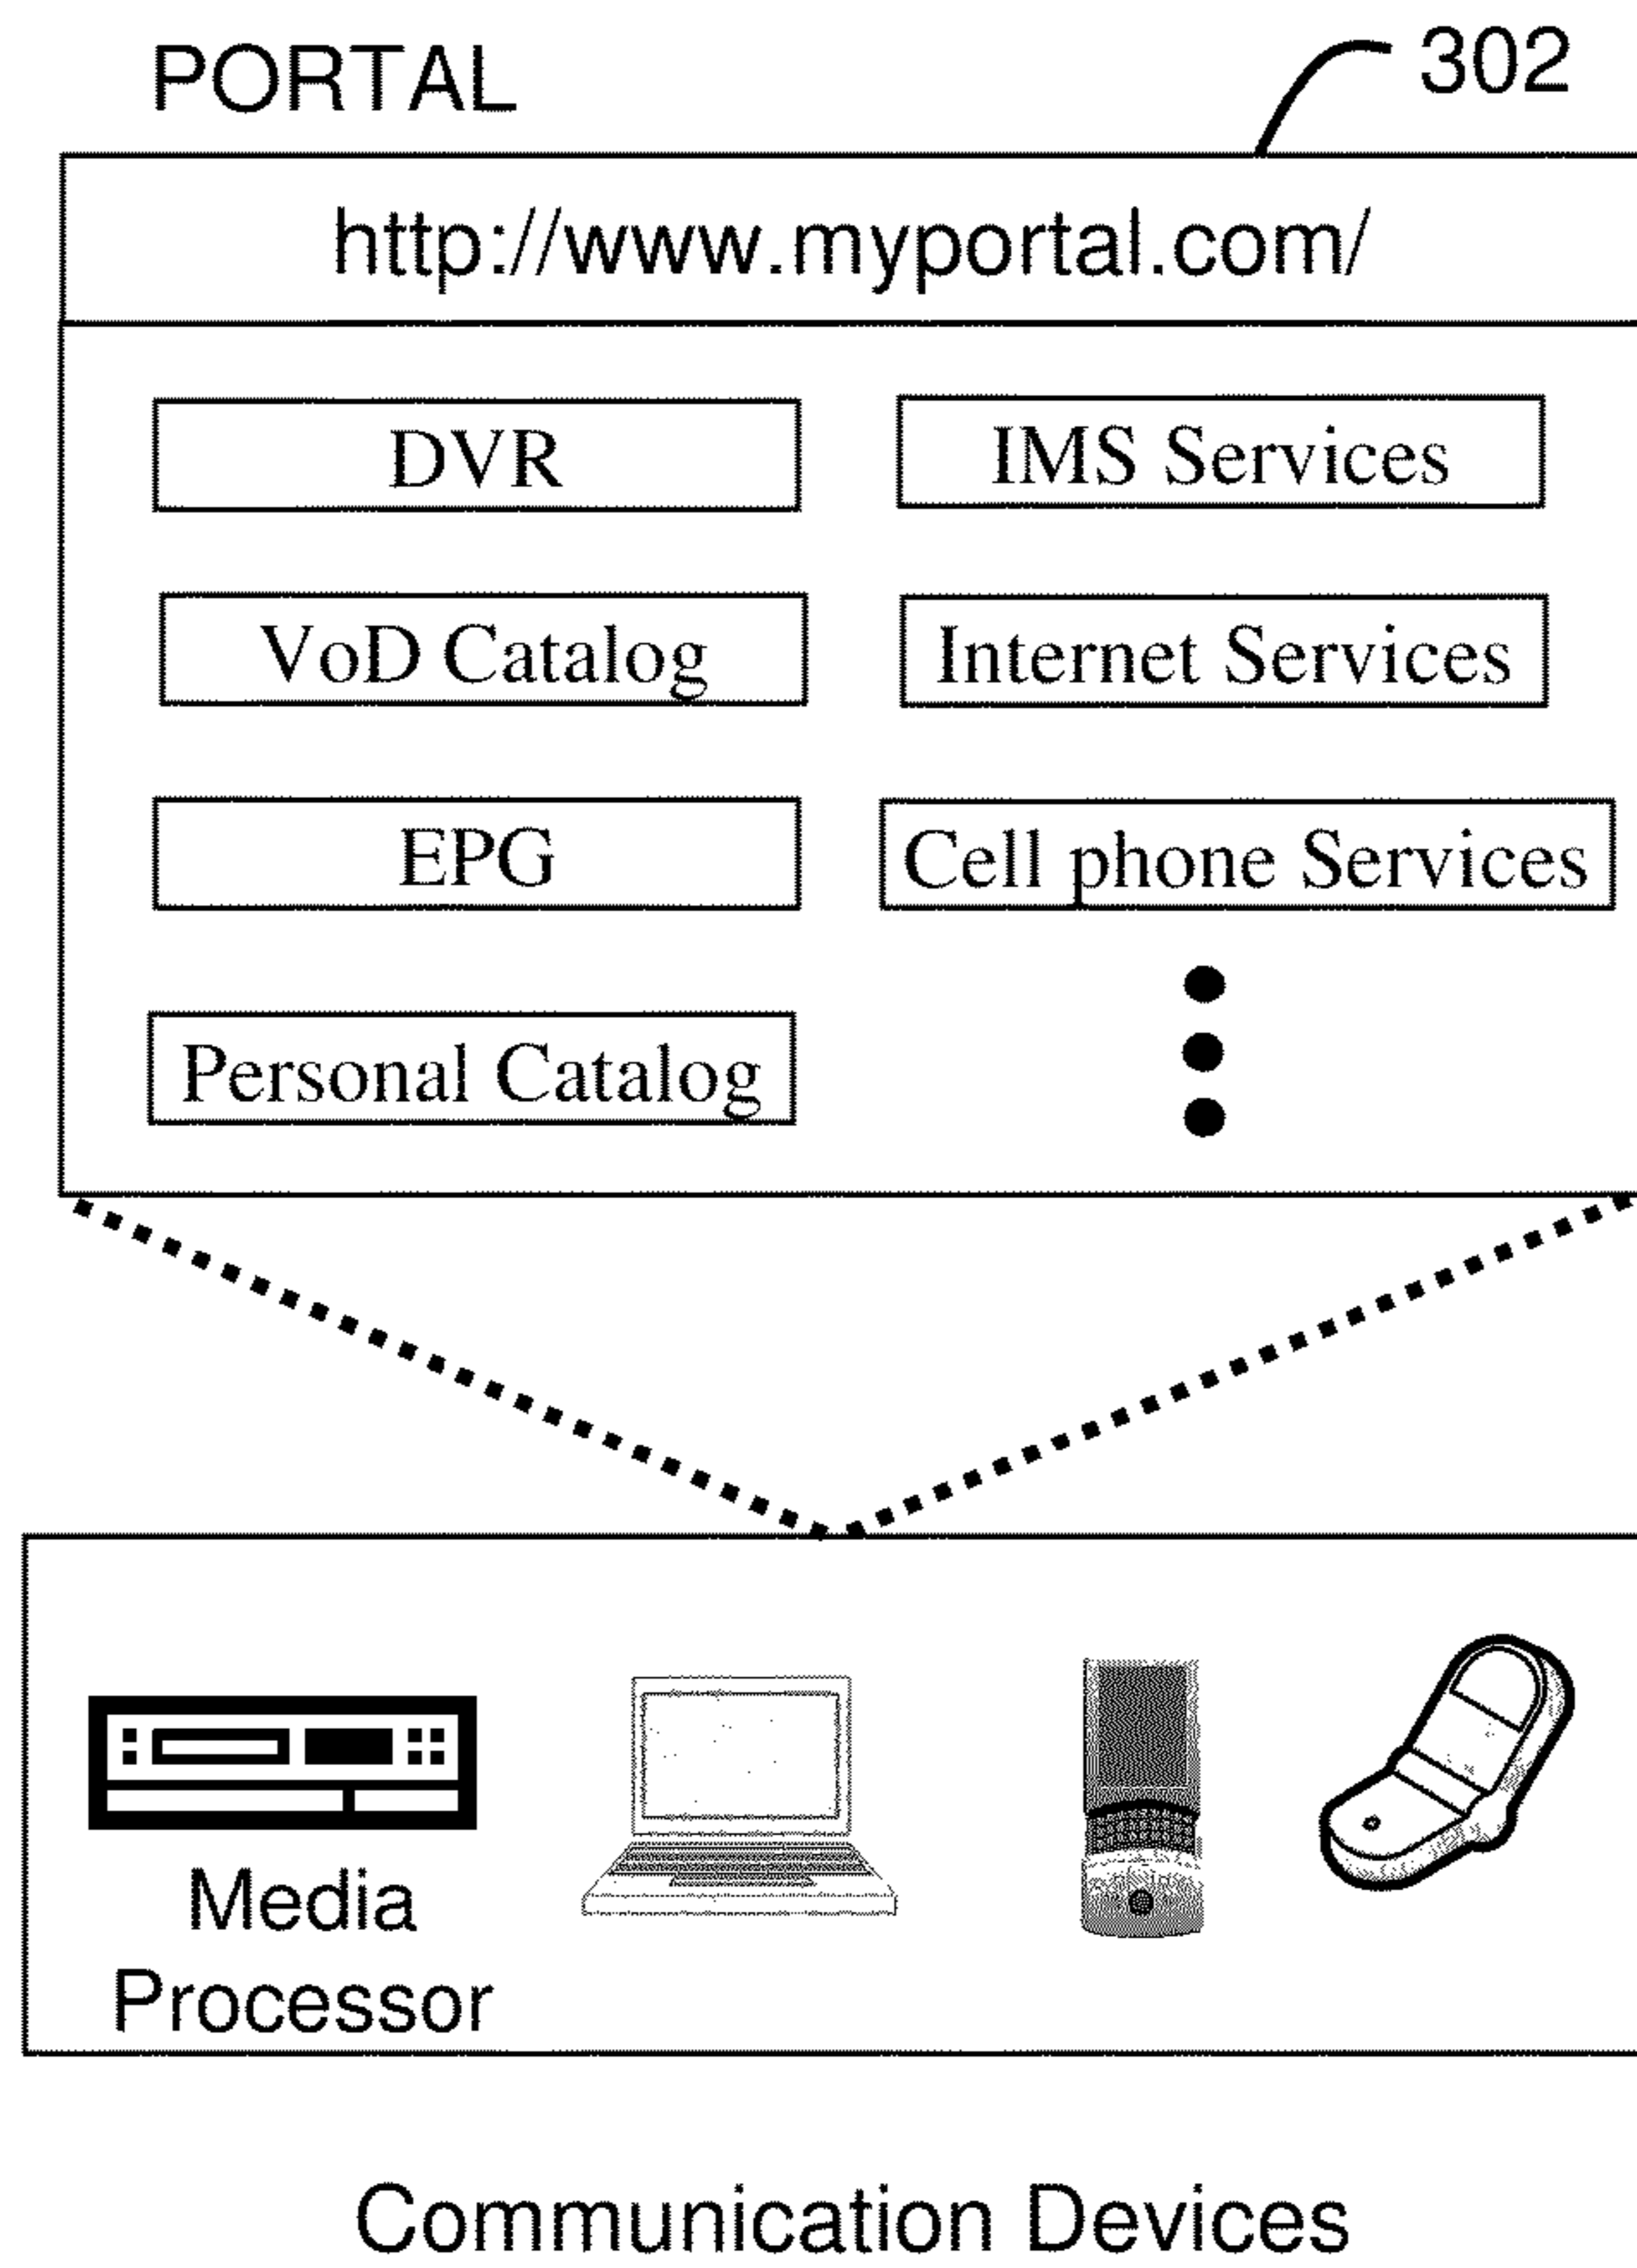 PORTAL
302
http://www.myportal.com/
DVR
IMS Services
VoD Catalog
Internet Services
EPG
Cell phone Services
Personal Catalog
Media
Processor
Communication Devices